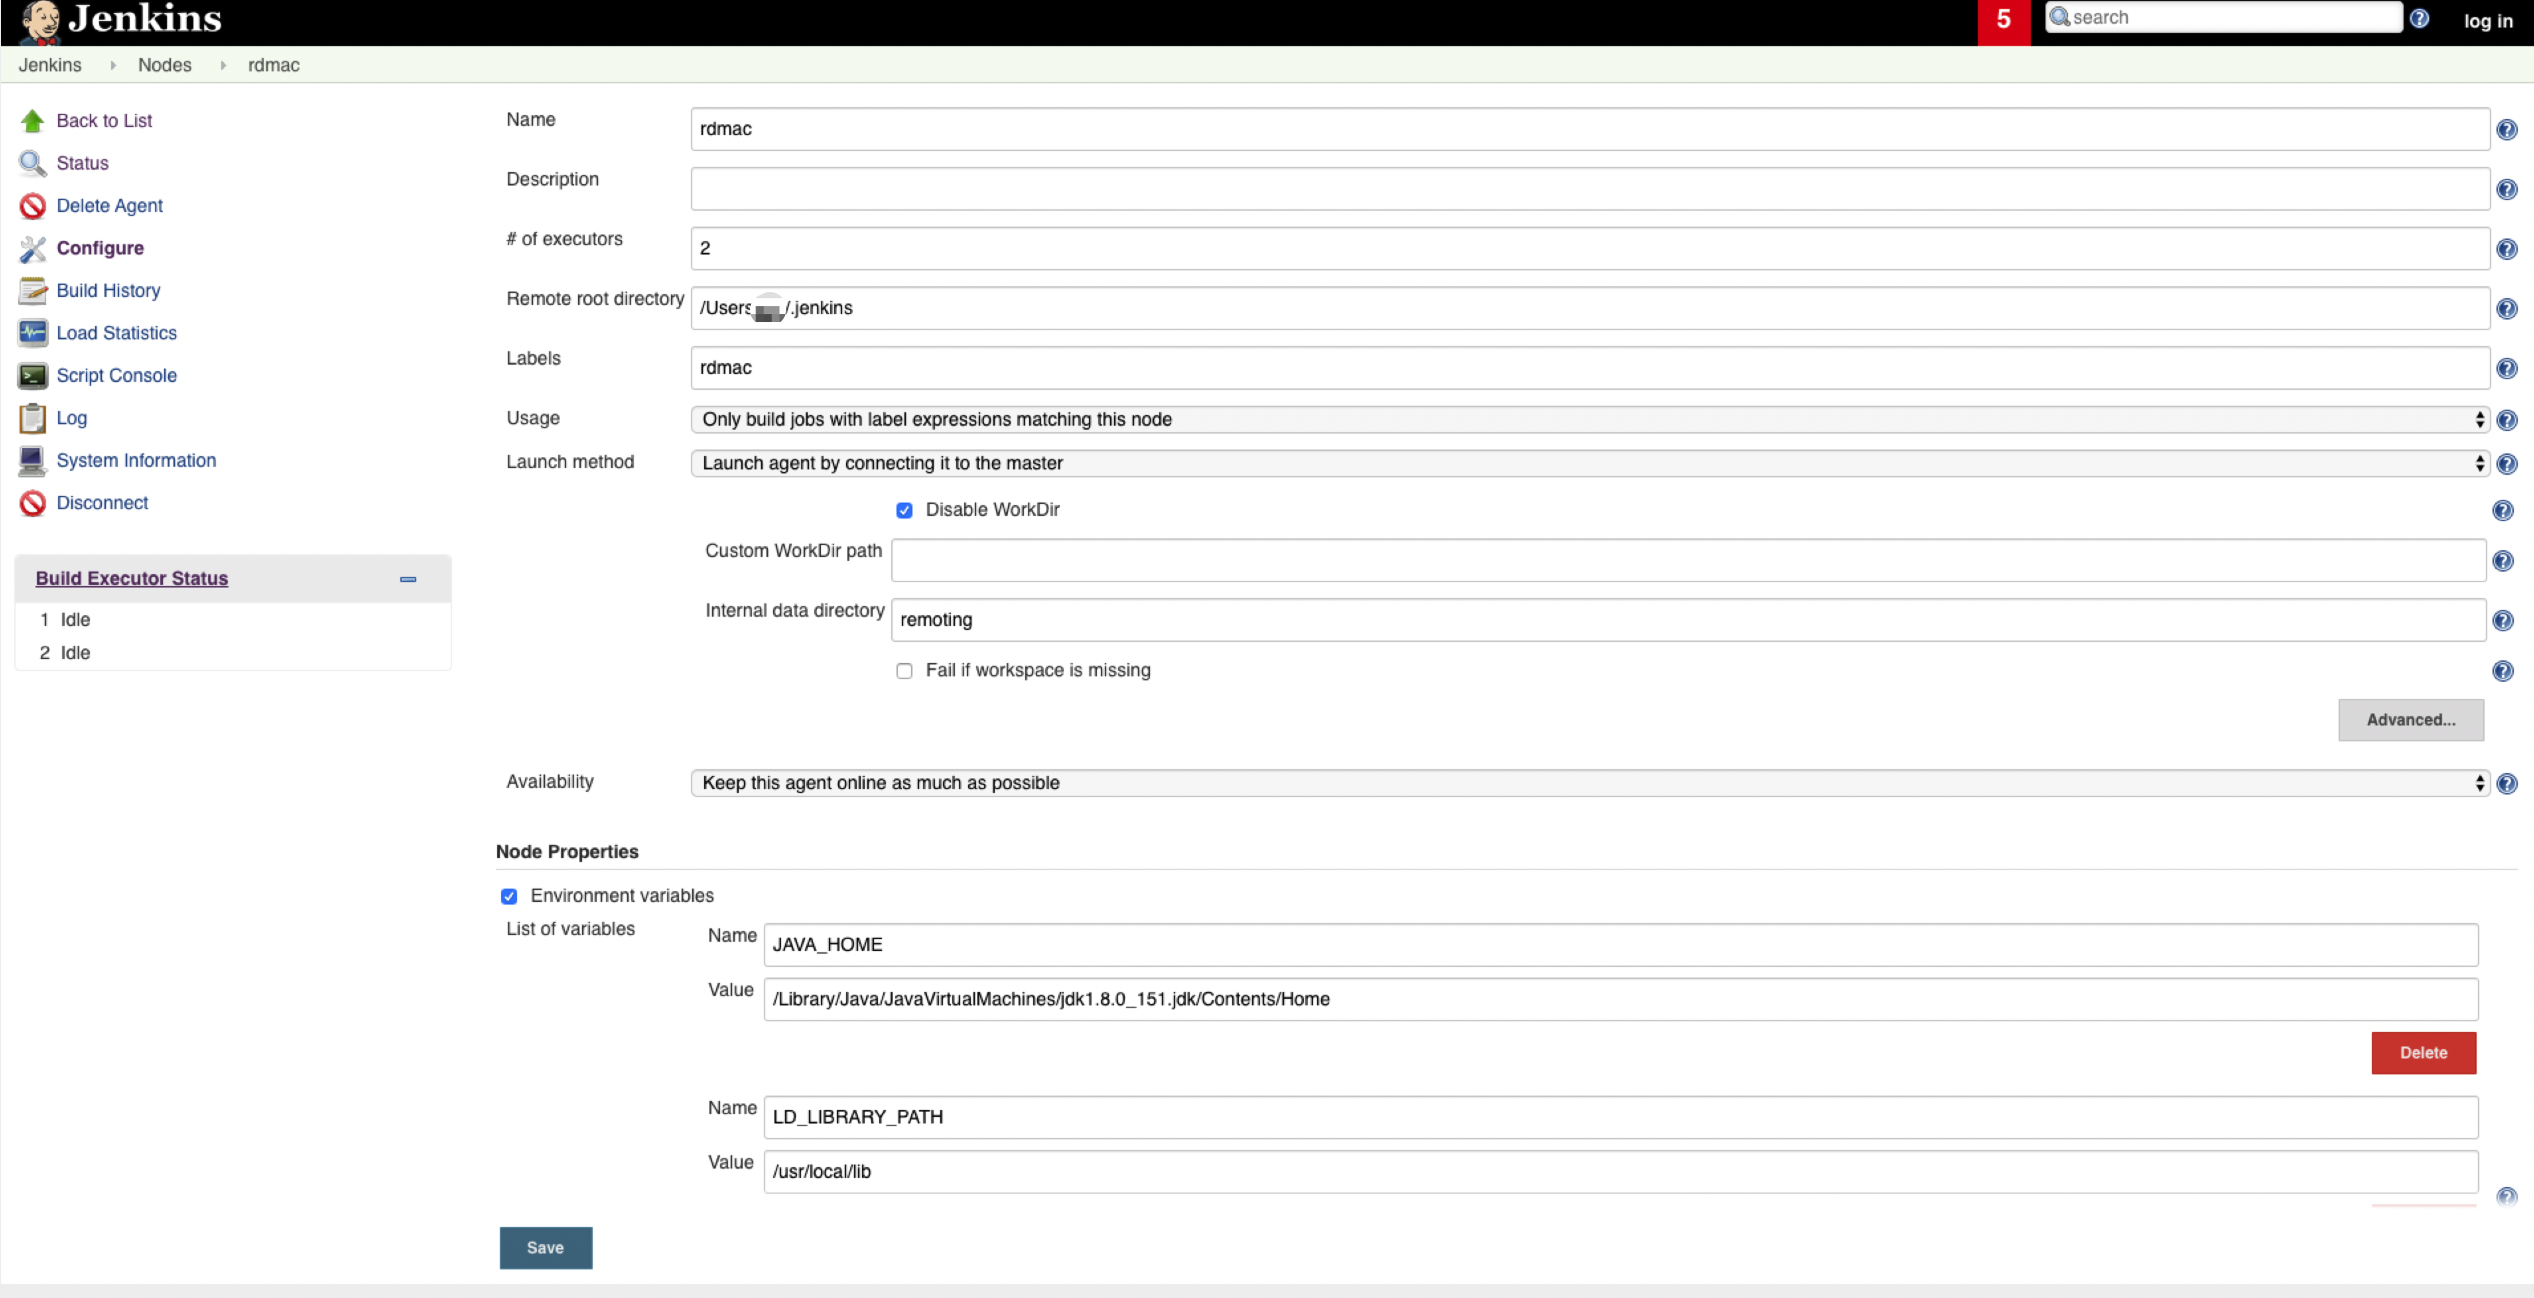 Jenkins
5
search
log in
Jenkins Nodes rdmac
Back to List
Status
Delete Agent
Configure
Build History
Load Statistics
Script Console
Log
System Information
Disconnect
Build Executor Status
1 Idle
2 Idle
Name rdmac
Description
# of executors 2
Remote root directory /Users /.jenkins
Labels rdmac
Usage Only build jobs with label expressions matching this node
Launch method Launch agent by connecting it to the master
Disable WorkDir
Custom WorkDir path
Internal data directory remoting
Fail if workspace is missing
Advanced...
Availability Keep this agent online as much as possible
Node Properties
Environment variables
List of variables
Name JAVA_HOME
Value /Library/Java/JavaVirtualMachines/jdk1.8.0_151.jdk/Contents/Home
Delete
Name LD_LIBRARY_PATH
Value /usr/local/lib
Save